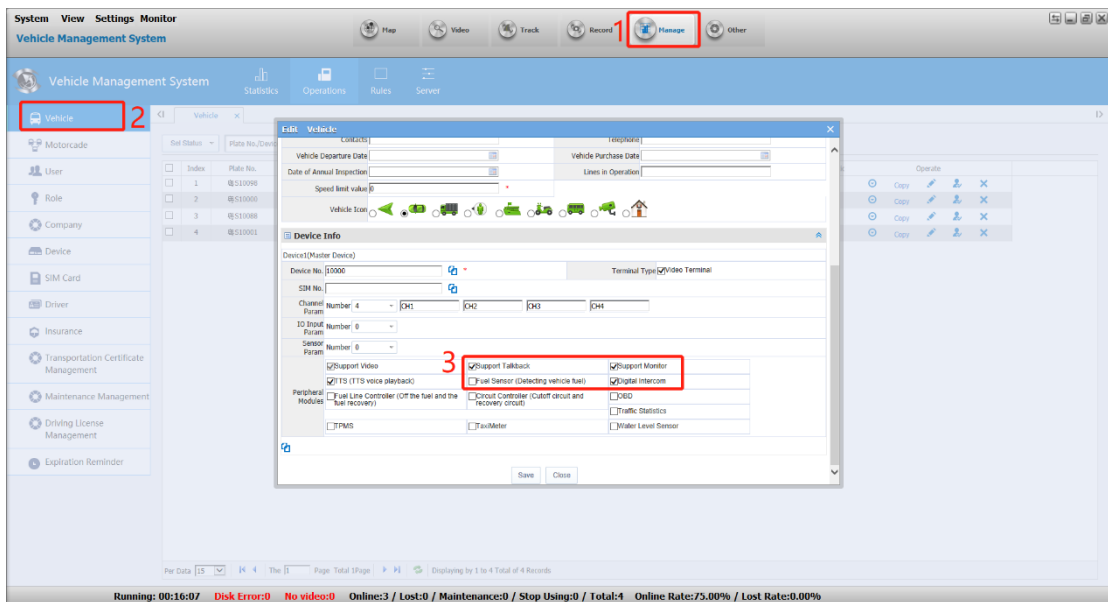 System View Settings Monitor
Vehicle Management System
Map
Video
Track
Record
1
Manage
Other
Vehicle Management System
Statistics
Operations
Rules
Server
Vehicle
2
Motorcade
User
Role
Company
Device
SIM Card
Driver
Insurance
Transportation Certificate
Management
Maintenance Management
Driving License
Management
Expiration Reminder
Vehicle ×
Set Status
Plate No./Devic
Index Plate No. Operate
1 510098 Copy
2 510000 Copy
3 510088 Copy
4 510001 Copy
Edit Vehicle
Contacts Telephone
Vehicle Departure Date Vehicle Purchase Date
Date of Annual Inspection Lines in Operation
Speed limit value 0 *
Vehicle Icon
Device Info
Device1(Master Device)
Device No. 10000 * Terminal Type Video Terminal
SIM No.
Channel Param Number 4 CH1 CH2 CH3 CH4
IO Input Param Number 0
Sensor Param Number 0
3
Peripheral Modules
Support Video Support Talkback Support Monitor
TTS (TTS voice playback) Fuel Sensor (Detecting vehicle fuel) Digital Intercom
Fuel Line Controller (Off the fuel and the fuel recovery) Circuit Controller (Cutoff circuit and recovery circuit) OBD
Traffic Statistics
TPMS TaxiMeter Water Level Sensor
Save Close
Per Data 15 The 1 Page Total 1Page Displaying by 1 to 4 Total of 4 Records
Running: 00:16:07 Disk Error:0 No video:0 Online:3 / Lost:0 / Maintenance:0 / Stop Using:0 / Total:4 Online Rate:75.00% / Lost Rate:0.00%